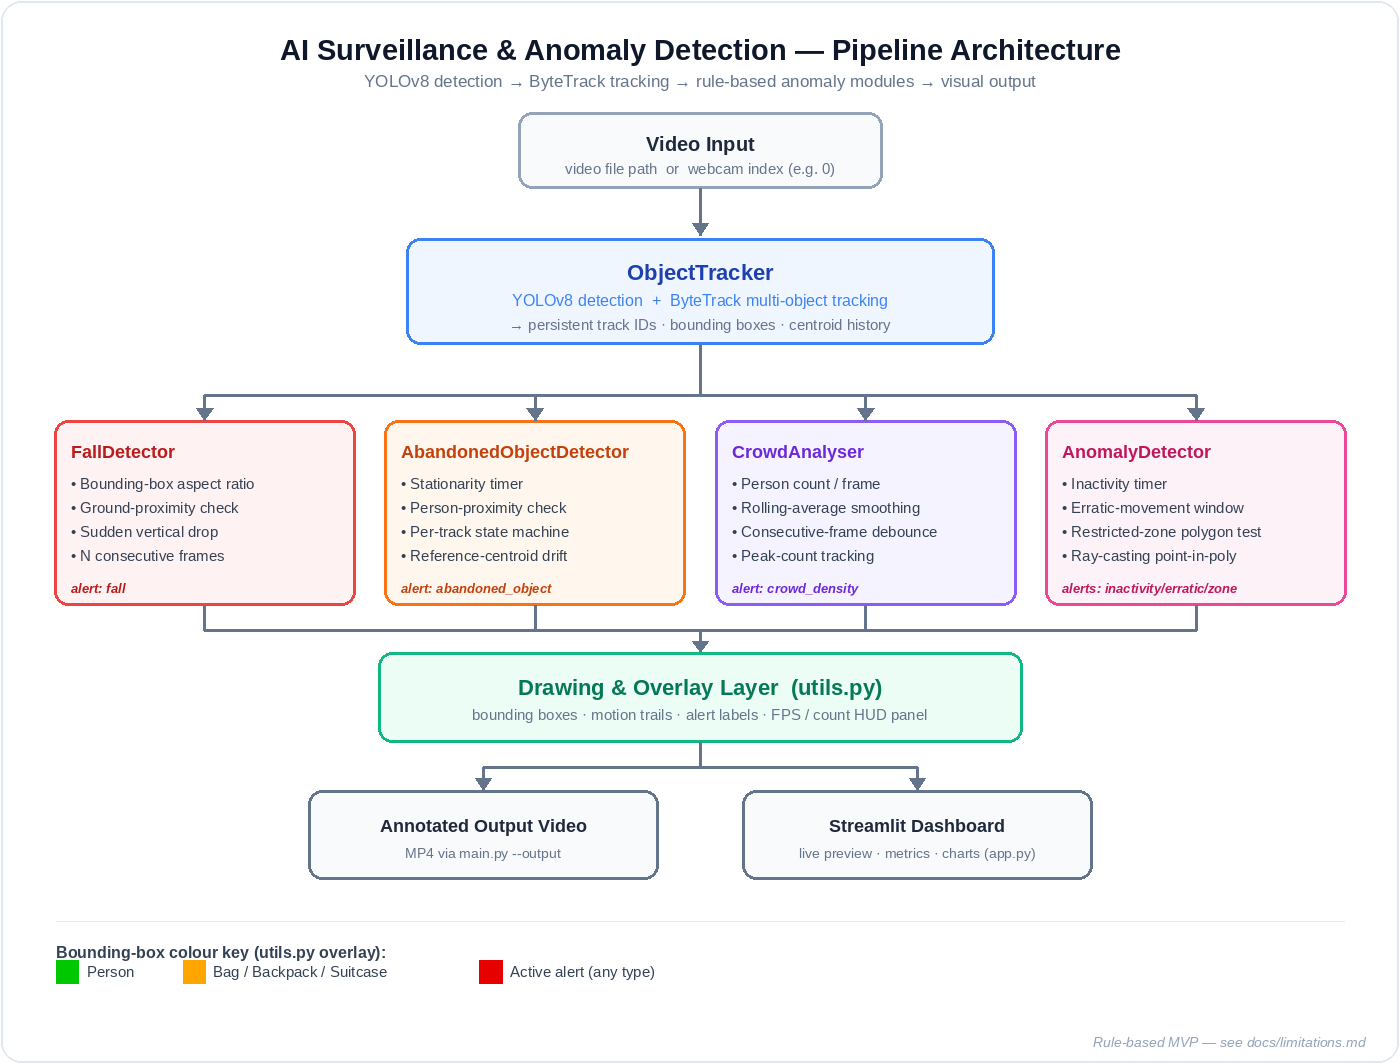 AI Surveillance & Anomaly Detection — Pipeline Architecture
YOLOv8 detection → ByteTrack tracking → rule-based anomaly modules → visual output
Video Input
video file path or webcam index (e.g. 0)
ObjectTracker
YOLOv8 detection + ByteTrack multi-object tracking
→ persistent track IDs · bounding boxes · centroid history
FallDetector
• Bounding-box aspect ratio
• Ground-proximity check
• Sudden vertical drop
• N consecutive frames
alert: fall
AbandonedObjectDetector
• Stationarity timer
• Person-proximity check
• Per-track state machine
• Reference-centroid drift
alert: abandoned_object
CrowdAnalyser
• Person count / frame
• Rolling-average smoothing
• Consecutive-frame debounce
• Peak-count tracking
alert: crowd_density
AnomalyDetector
• Inactivity timer
• Erratic-movement window
• Restricted-zone polygon test
• Ray-casting point-in-poly
alerts: inactivity/erratic/zone
Drawing & Overlay Layer (utils.py)
bounding boxes · motion trails · alert labels · FPS / count HUD panel
Annotated Output Video
MP4 via main.py --output
Streamlit Dashboard
live preview · metrics · charts (app.py)
Bounding-box colour key (utils.py overlay):
Person
Bag / Backpack / Suitcase
Active alert (any type)
Rule-based MVP — see docs/limitations.md